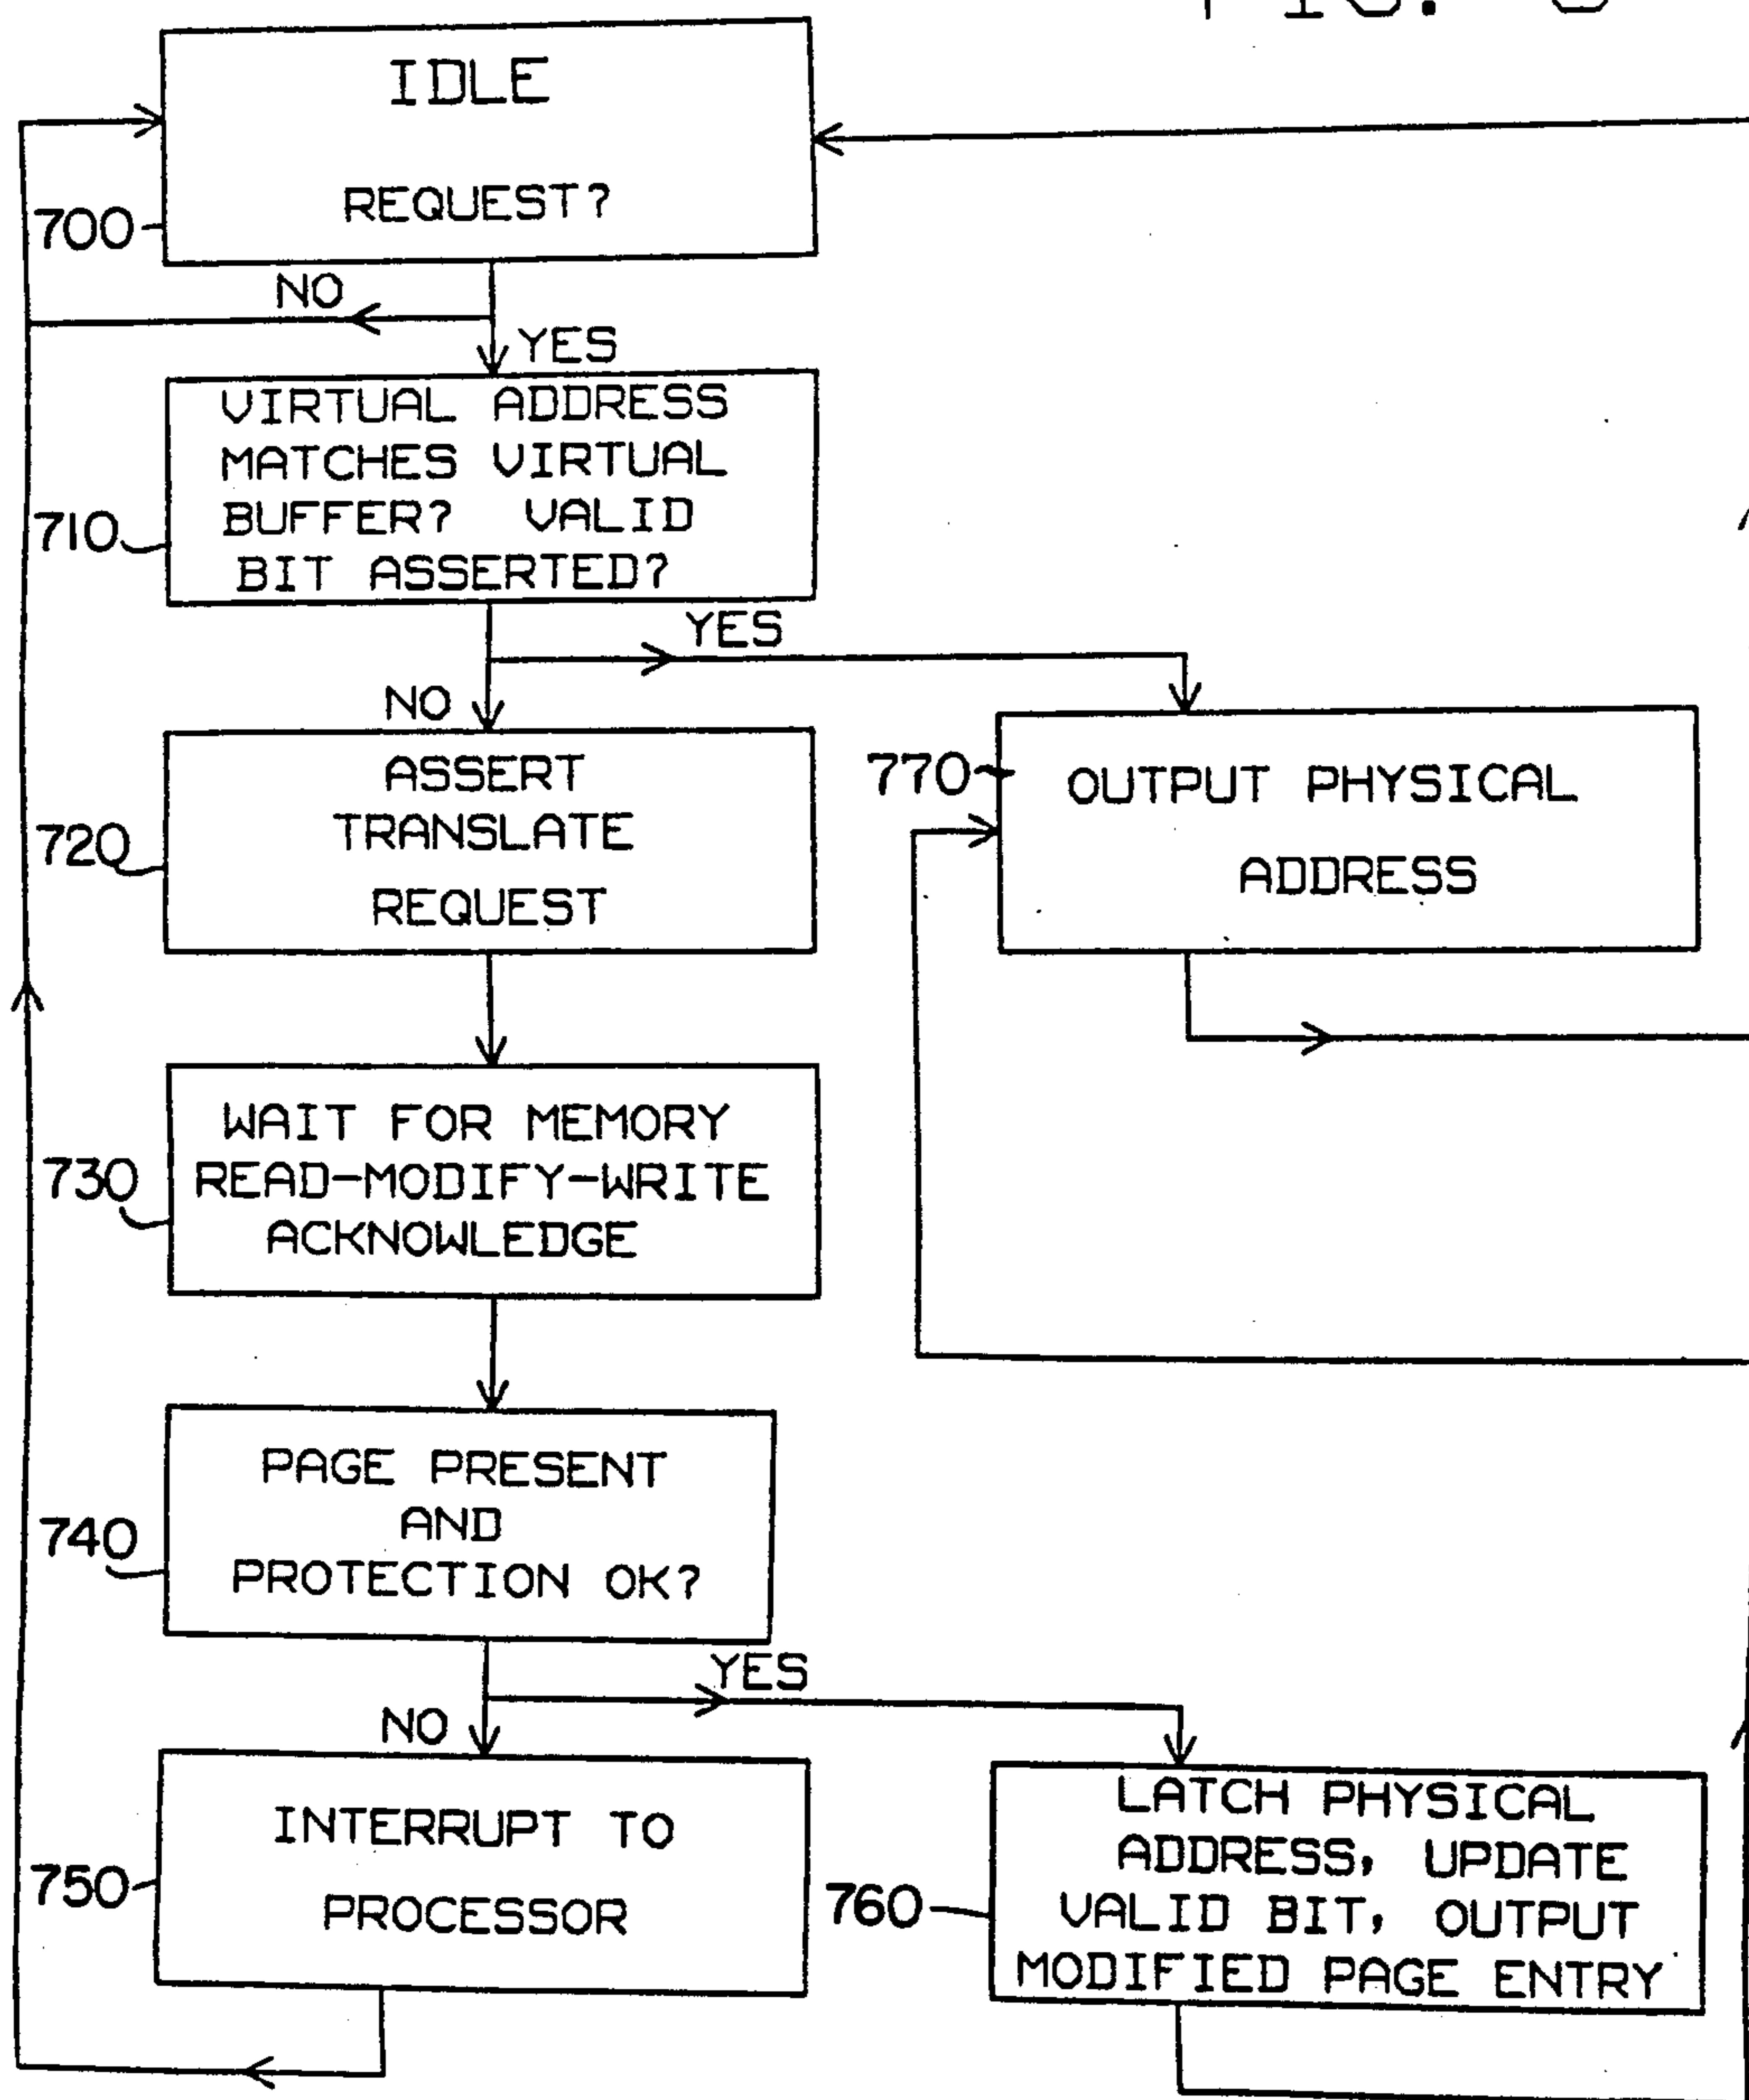 IDLE
REQUEST?
700
NO
YES
VIRTUAL ADDRESS
MATCHES VIRTUAL
BUFFER? VALID
BIT ASSERTED?
710
YES
NO
ASSERT
TRANSLATE
REQUEST
720
770
OUTPUT PHYSICAL
ADDRESS
WAIT FOR MEMORY
READ-MODIFY-WRITE
ACKNOWLEDGE
730
PAGE PRESENT
AND
PROTECTION OK?
740
YES
NO
INTERRUPT TO
PROCESSOR
750
760
LATCH PHYSICAL
ADDRESS, UPDATE
VALID BIT, OUTPUT
MODIFIED PAGE ENTRY